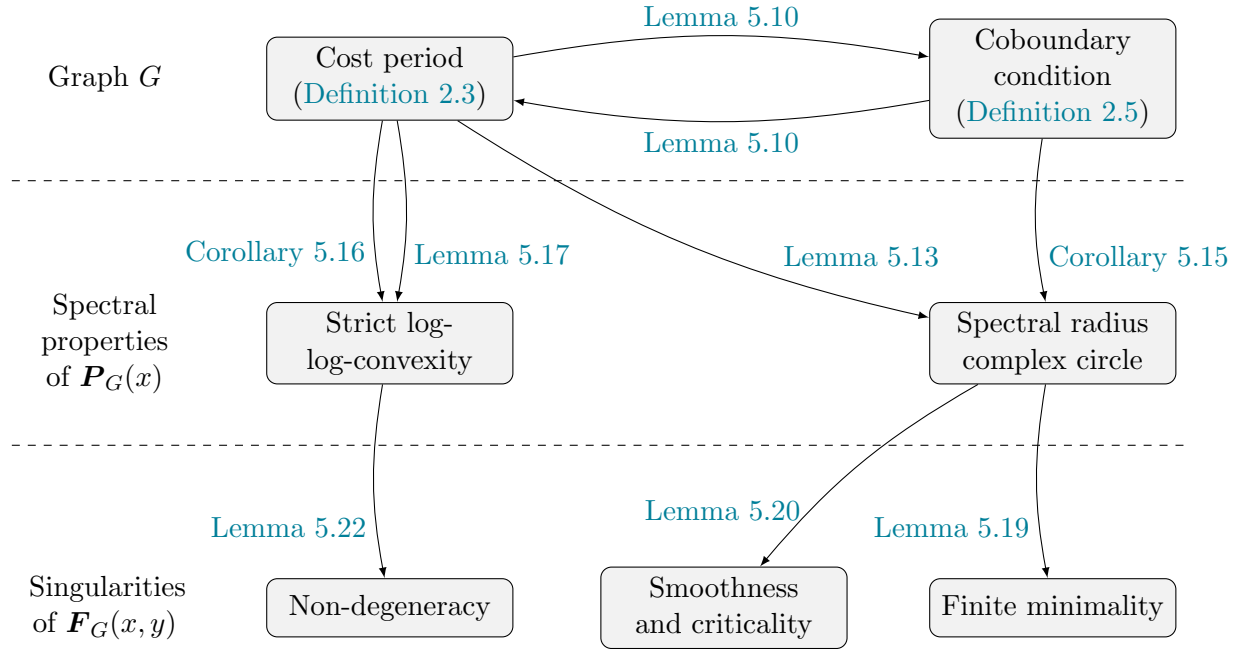 Lemma 5.10
Graph G
Cost period
(Definition 2.3)
Coboundary
condition
(Definition 2.5)
Lemma 5.10
Corollary 5.16
Lemma 5.17
Lemma 5.13
Corollary 5.15
Spectral
properties
of P_G(x)
Strict log-
log-convexity
Spectral radius
complex circle
Lemma 5.22
Lemma 5.20
Lemma 5.19
Singularities
of F_G(x, y)
Non-degeneracy
Smoothness
and criticality
Finite minimality